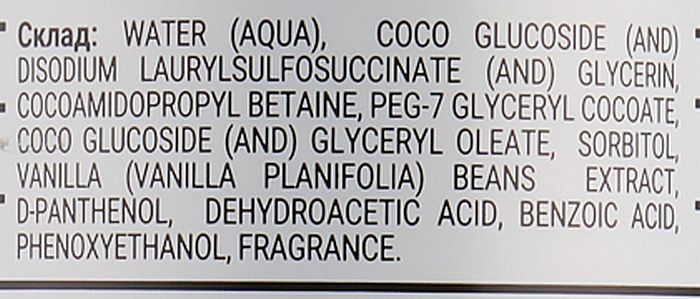 Склад: WATER (AQUA), COCO GLUCOSIDE (AND)
DISODIUM LAURYLSULFOSUCCINATE (AND) GLYCERIN,
COCOAMIDOPROPYL BETAINE, PEG-7 GLYCERYL COCOATE,
COCO GLUCOSIDE (AND) GLYCERYL OLEATE, SORBITOL,
VANILLA (VANILLA PLANIFOLIA) BEANS EXTRACT,
D-PANTHENOL, DEHYDROACETIC ACID, BENZOIC ACID,
PHENOXYETHANOL, FRAGRANCE.